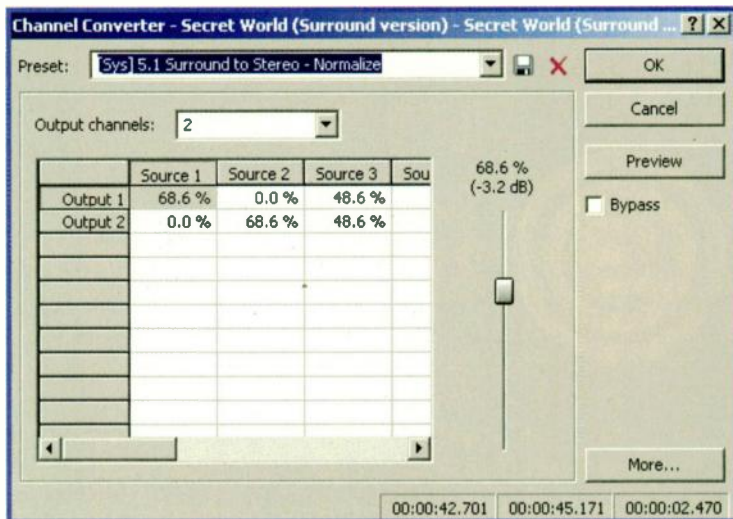 Channel Converter - Secret World (Surround version) - Secret World (Surround ...
Preset: [Sys] 5.1 Surround to Stereo - Normalize
OK
Output channels: 2
Cancel
Preview
Bypass
68.6 %
(-3.2 dB)
Source 1 Source 2 Source 3 Sou
Output 1 68.6 % 0.0 % 48.6 %
Output 2 0.0 % 68.6 % 48.6 %
More...
00:00:42.701 00:00:45.171 00:00:02.470